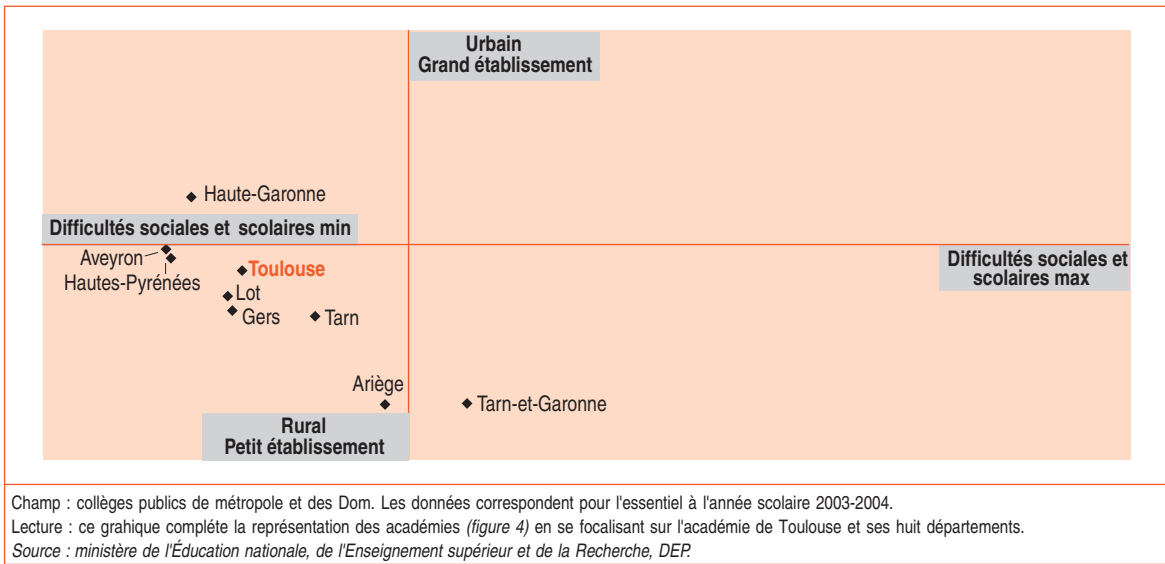 Urbain
Grand établissement
Haute-Garonne
Difficultés sociales et scolaires min
Aveyron
Hautes-Pyrénées
Toulouse
Difficultés sociales et
scolaires max
Lot
Gers
Tarn
Ariège
Tarn-et-Garonne
Rural
Petit établissement
Champ : collèges publics de métropole et des Dom. Les données correspondent pour l'essentiel à l'année scolaire 2003-2004.
Lecture : ce grahique compléte la représentation des académies (figure 4) en se focalisant sur l'académie de Toulouse et ses huit départements.
Source : ministère de l'Éducation nationale, de l'Enseignement supérieur et de la Recherche, DEP.